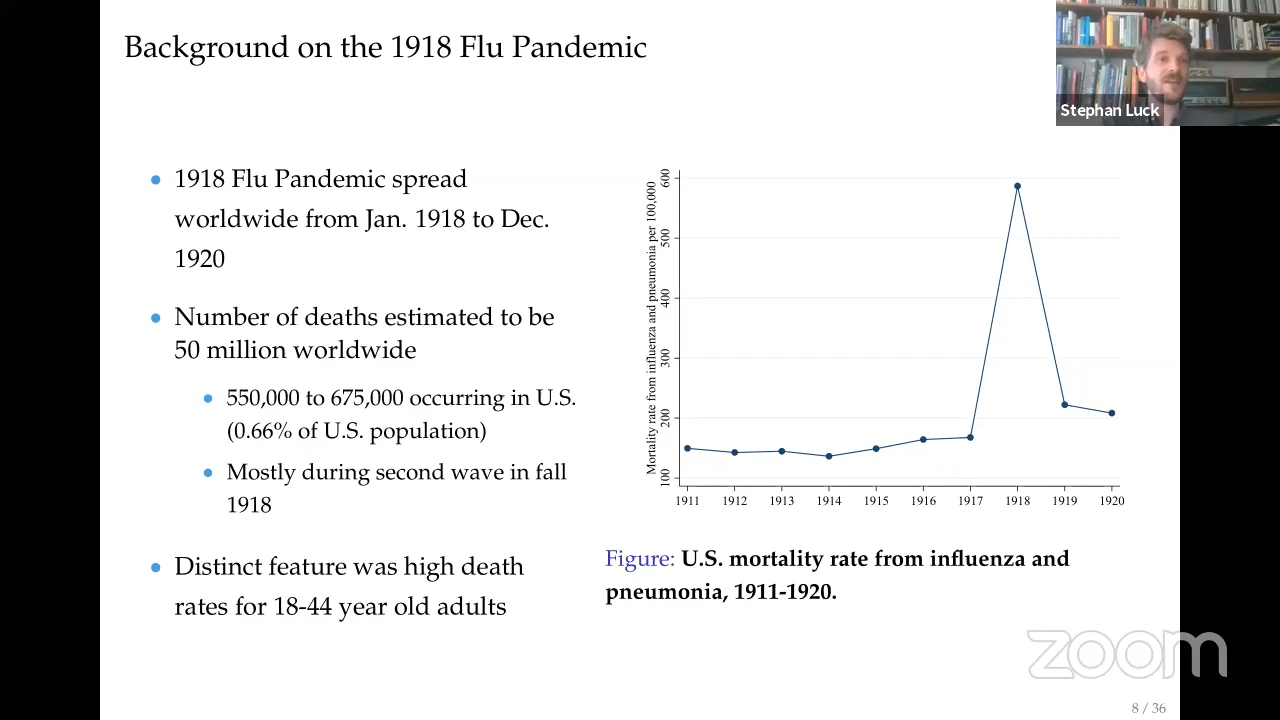 Background on the 1918 Flu Pandemic
Stephan Luck
• 1918 Flu Pandemic spread
worldwide from Jan. 1918 to Dec.
1920
• Number of deaths estimated to be
50 million worldwide
• 550,000 to 675,000 occurring in U.S.
(0.66% of U.S. population)
• Mostly during second wave in fall
1918
• Distinct feature was high death
rates for 18-44 year old adults
Mortality rate from influenza and pneumonia per 100,000
600
500
400
300
200
100
1911 1912 1913 1914 1915 1916 1917 1918 1919 1920
Figure: U.S. mortality rate from influenza and
pneumonia, 1911-1920.
zoom
8 / 36